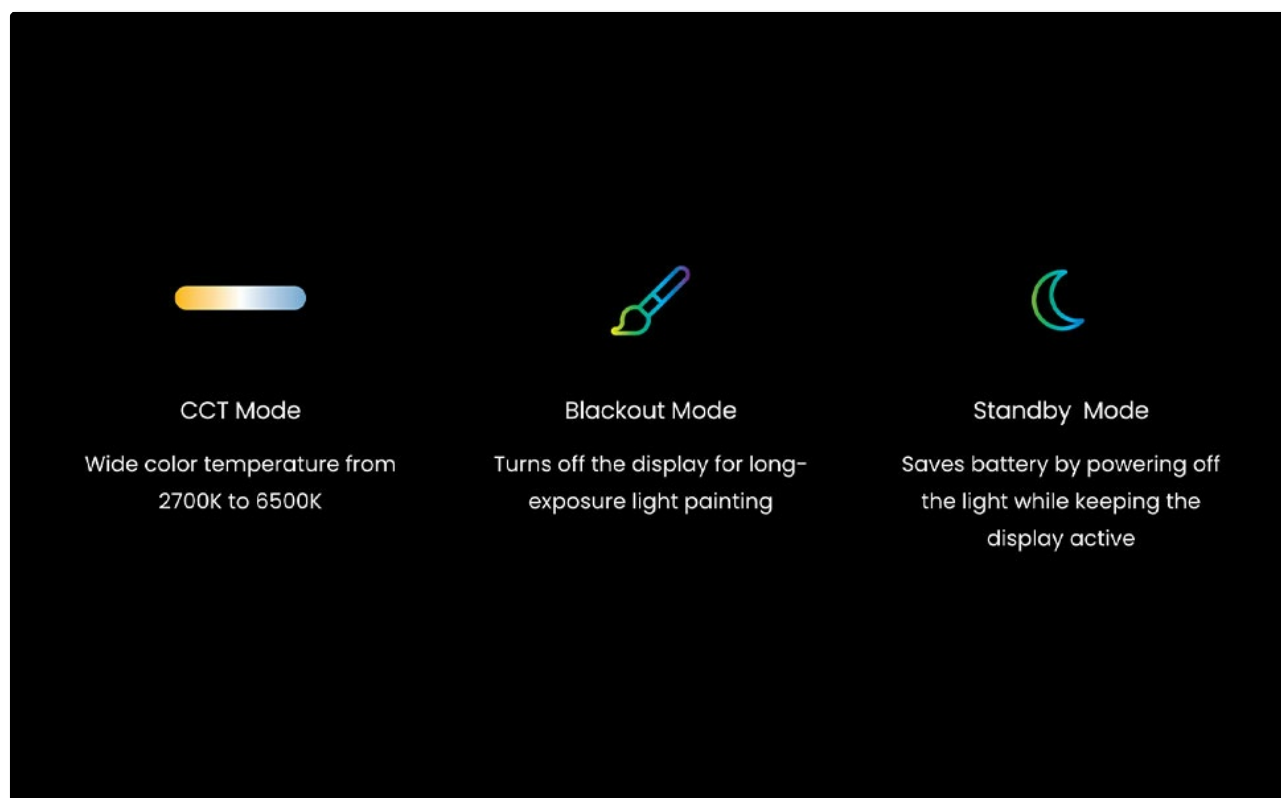 CCT Mode
Wide color temperature from
2700K to 6500K
Blackout Mode
Turns off the display for long-
exposure light painting
Standby Mode
Saves battery by powering off
the light while keeping the
display active